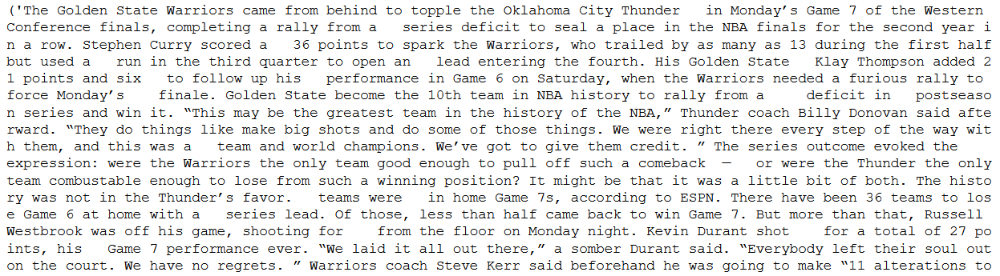 ('The Golden State Warriors came from behind to topple the Oklahoma City Thunder   in Monday’s Game 7 of the Western
Conference finals, completing a rally from a   series deficit to seal a place in the NBA finals for the second year i
n a row. Stephen Curry scored a   36 points to spark the Warriors, who trailed by as many as 13 during the first half
but used a   run in the third quarter to open an   lead entering the fourth. His Golden State   Klay Thompson added 2
1 points and six   to follow up his   performance in Game 6 on Saturday, when the Warriors needed a furious rally to
force Monday’s    finale. Golden State become the 10th team in NBA history to rally from a     deficit in   postseaso
n series and win it. “This may be the greatest team in the history of the NBA,” Thunder coach Billy Donovan said afte
rward. “They do things like make big shots and do some of those things. We were right there every step of the way wit
h them, and this was a   team and world champions. We’ve got to give them credit. ” The series outcome evoked the
expression: were the Warriors the only team good enough to pull off such a comeback  —   or were the Thunder the only
team combustable enough to lose from such a winning position? It might be that it was a little bit of both. The histo
ry was not in the Thunder’s favor.   teams were   in home Game 7s, according to ESPN. There have been 36 teams to los
e Game 6 at home with a   series lead. Of those, less than half came back to win Game 7. But more than that, Russell
Westbrook was off his game, shooting for    from the floor on Monday night. Kevin Durant shot    for a total of 27 po
ints, his   Game 7 performance ever. “We laid it all out there,” a somber Durant said. “Everybody left their soul out
on the court. We have no regrets. ” Warriors coach Steve Kerr said beforehand he was going to make “11 alterations to